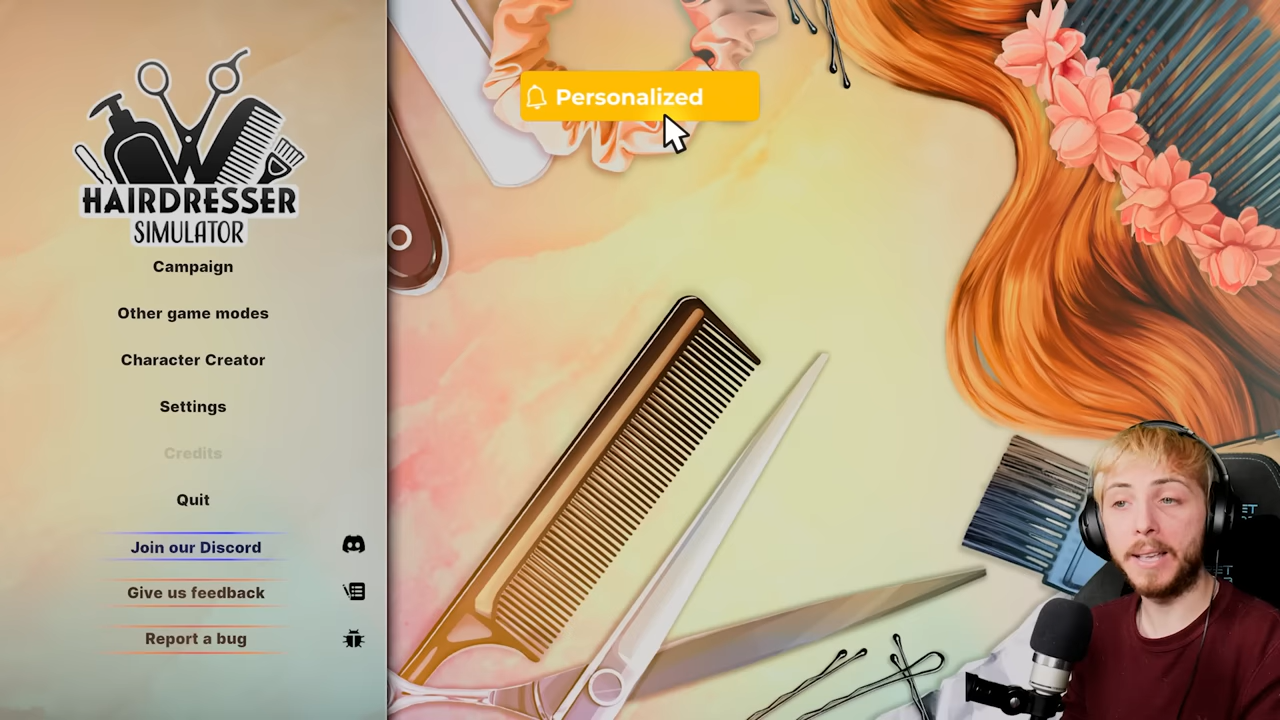 HAIRDRESSER
SIMULATOR
Campaign
Other game modes
Character Creator
Settings
Credits
Quit
Join our Discord
Give us feedback
Report a bug
Personalized